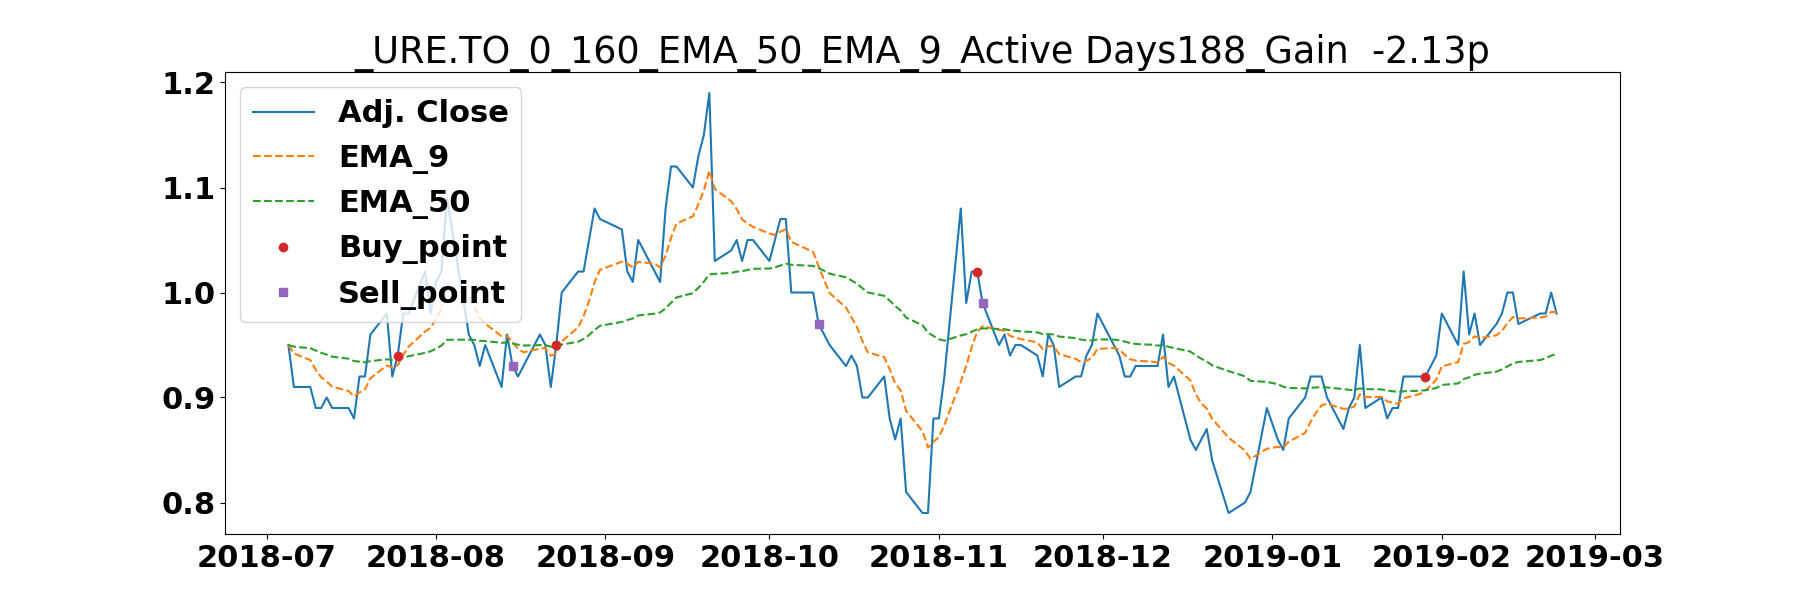 _URE.TO_0_160_EMA_50_EMA_9_Active Days188_Gain  -2.13p
1.2
1.1
1.0
0.9
0.8
Adj. Close
EMA_9
EMA_50
Buy_point
Sell_point
2018-07 2018-08 2018-09 2018-10 2018-11 2018-12 2019-01 2019-02 2019-03